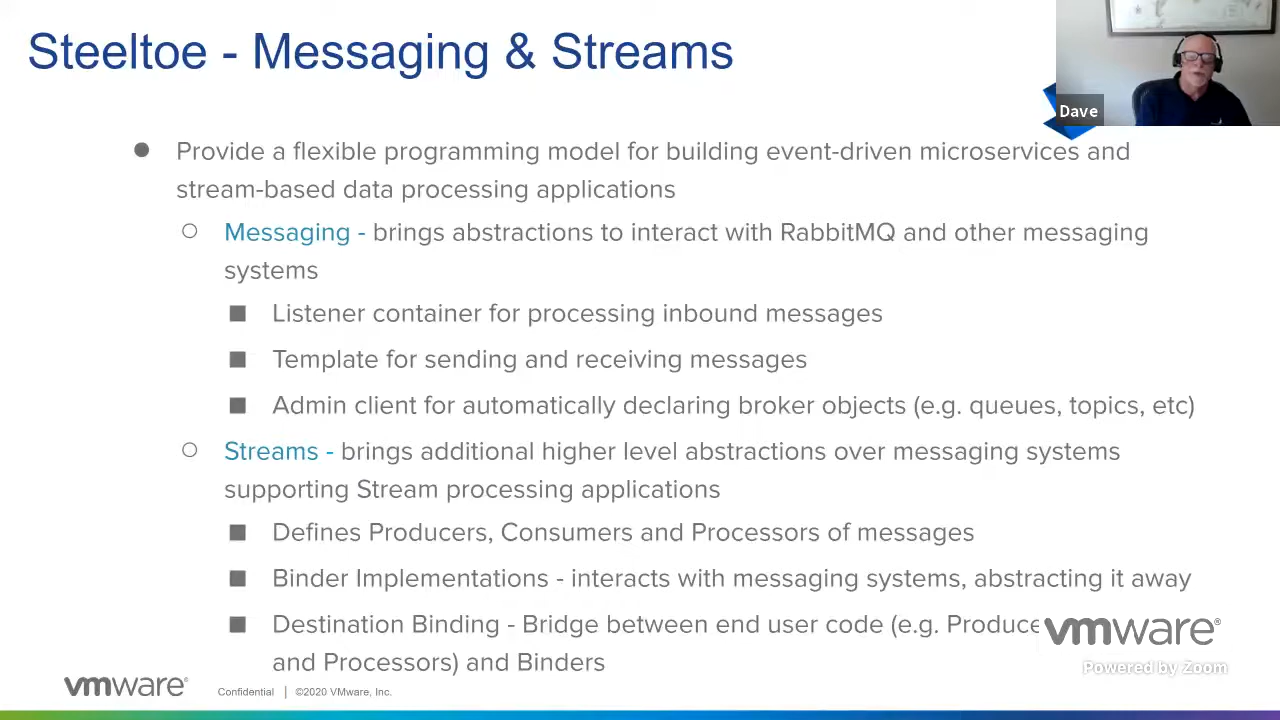 Steeltoe - Messaging & Streams
Dave
● Provide a flexible programming model for building event-driven microservices and
stream-based data processing applications
○ Messaging - brings abstractions to interact with RabbitMQ and other messaging
systems
■ Listener container for processing inbound messages
■ Template for sending and receiving messages
■ Admin client for automatically declaring broker objects (e.g. queues, topics, etc)
○ Streams - brings additional higher level abstractions over messaging systems
supporting Stream processing applications
■ Defines Producers, Consumers and Processors of messages
■ Binder Implementations - interacts with messaging systems, abstracting it away
■ Destination Binding - Bridge between end user code (e.g.
and Processors) and Binders
vmware®
Powered by Zoom
vmware®
Confidential | ©2020 VMware, Inc.